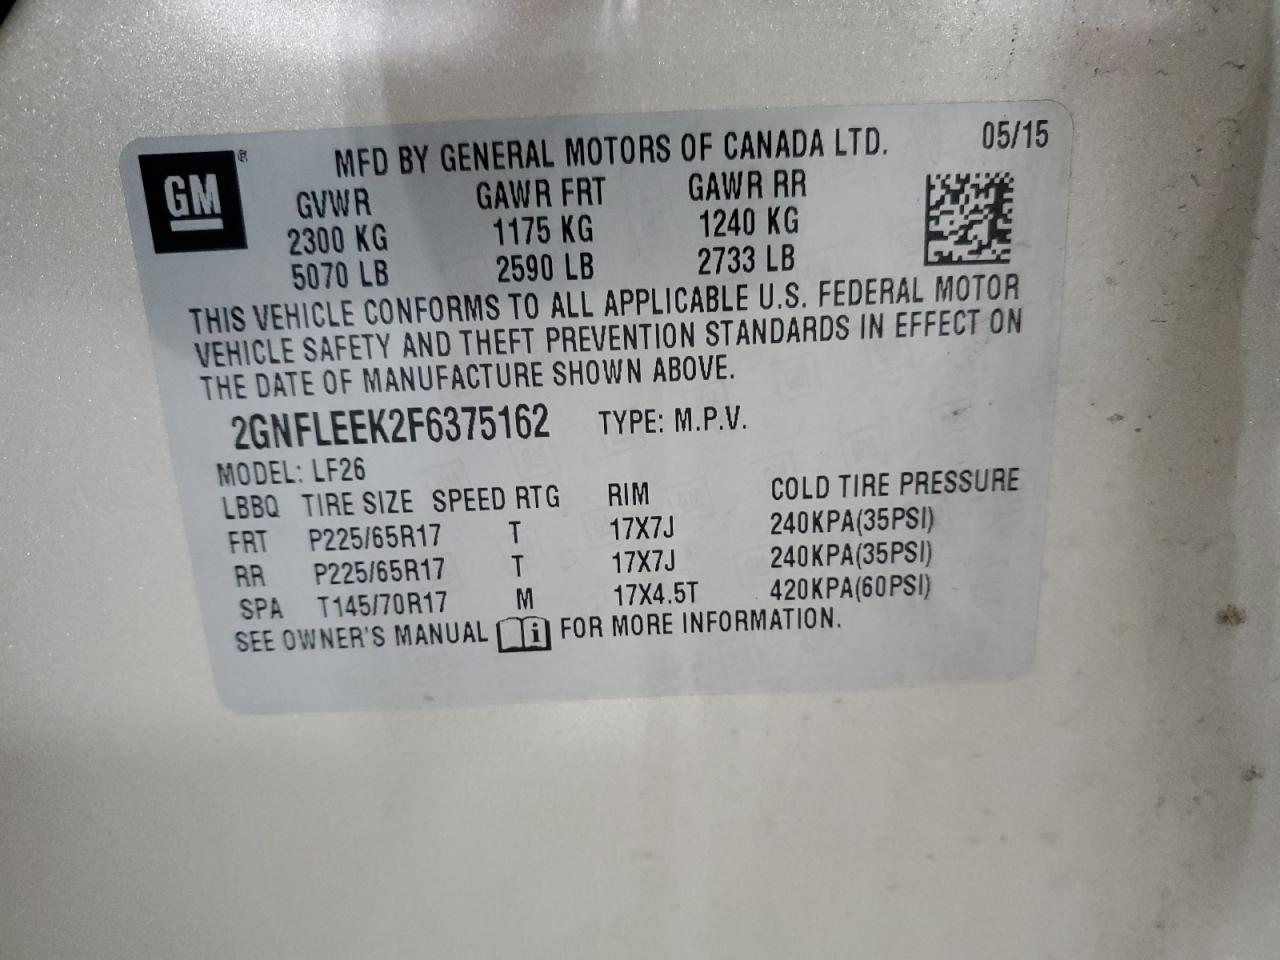 GM
MFD BY GENERAL MOTORS OF CANADA LTD. 05/15
GVWR GAWR FRT GAWR RR
2300 KG 1175 KG 1240 KG
5070 LB 2590 LB 2733 LB
THIS VEHICLE CONFORMS TO ALL APPLICABLE U.S. FEDERAL MOTOR
VEHICLE SAFETY AND THEFT PREVENTION STANDARDS IN EFFECT ON
THE DATE OF MANUFACTURE SHOWN ABOVE.
2GNFLEEK2F6375162 TYPE: M.P.V.
MODEL: LF26
LBBQ TIRE SIZE SPEED RTG RIM COLD TIRE PRESSURE
FRT P225/65R17 T 17X7J 240KPA(35PSI)
RR P225/65R17 T 17X7J 240KPA(35PSI)
SPA T145/70R17 M 17X4.5T 420KPA(60PSI)
SEE OWNER'S MANUAL i FOR MORE INFORMATION.